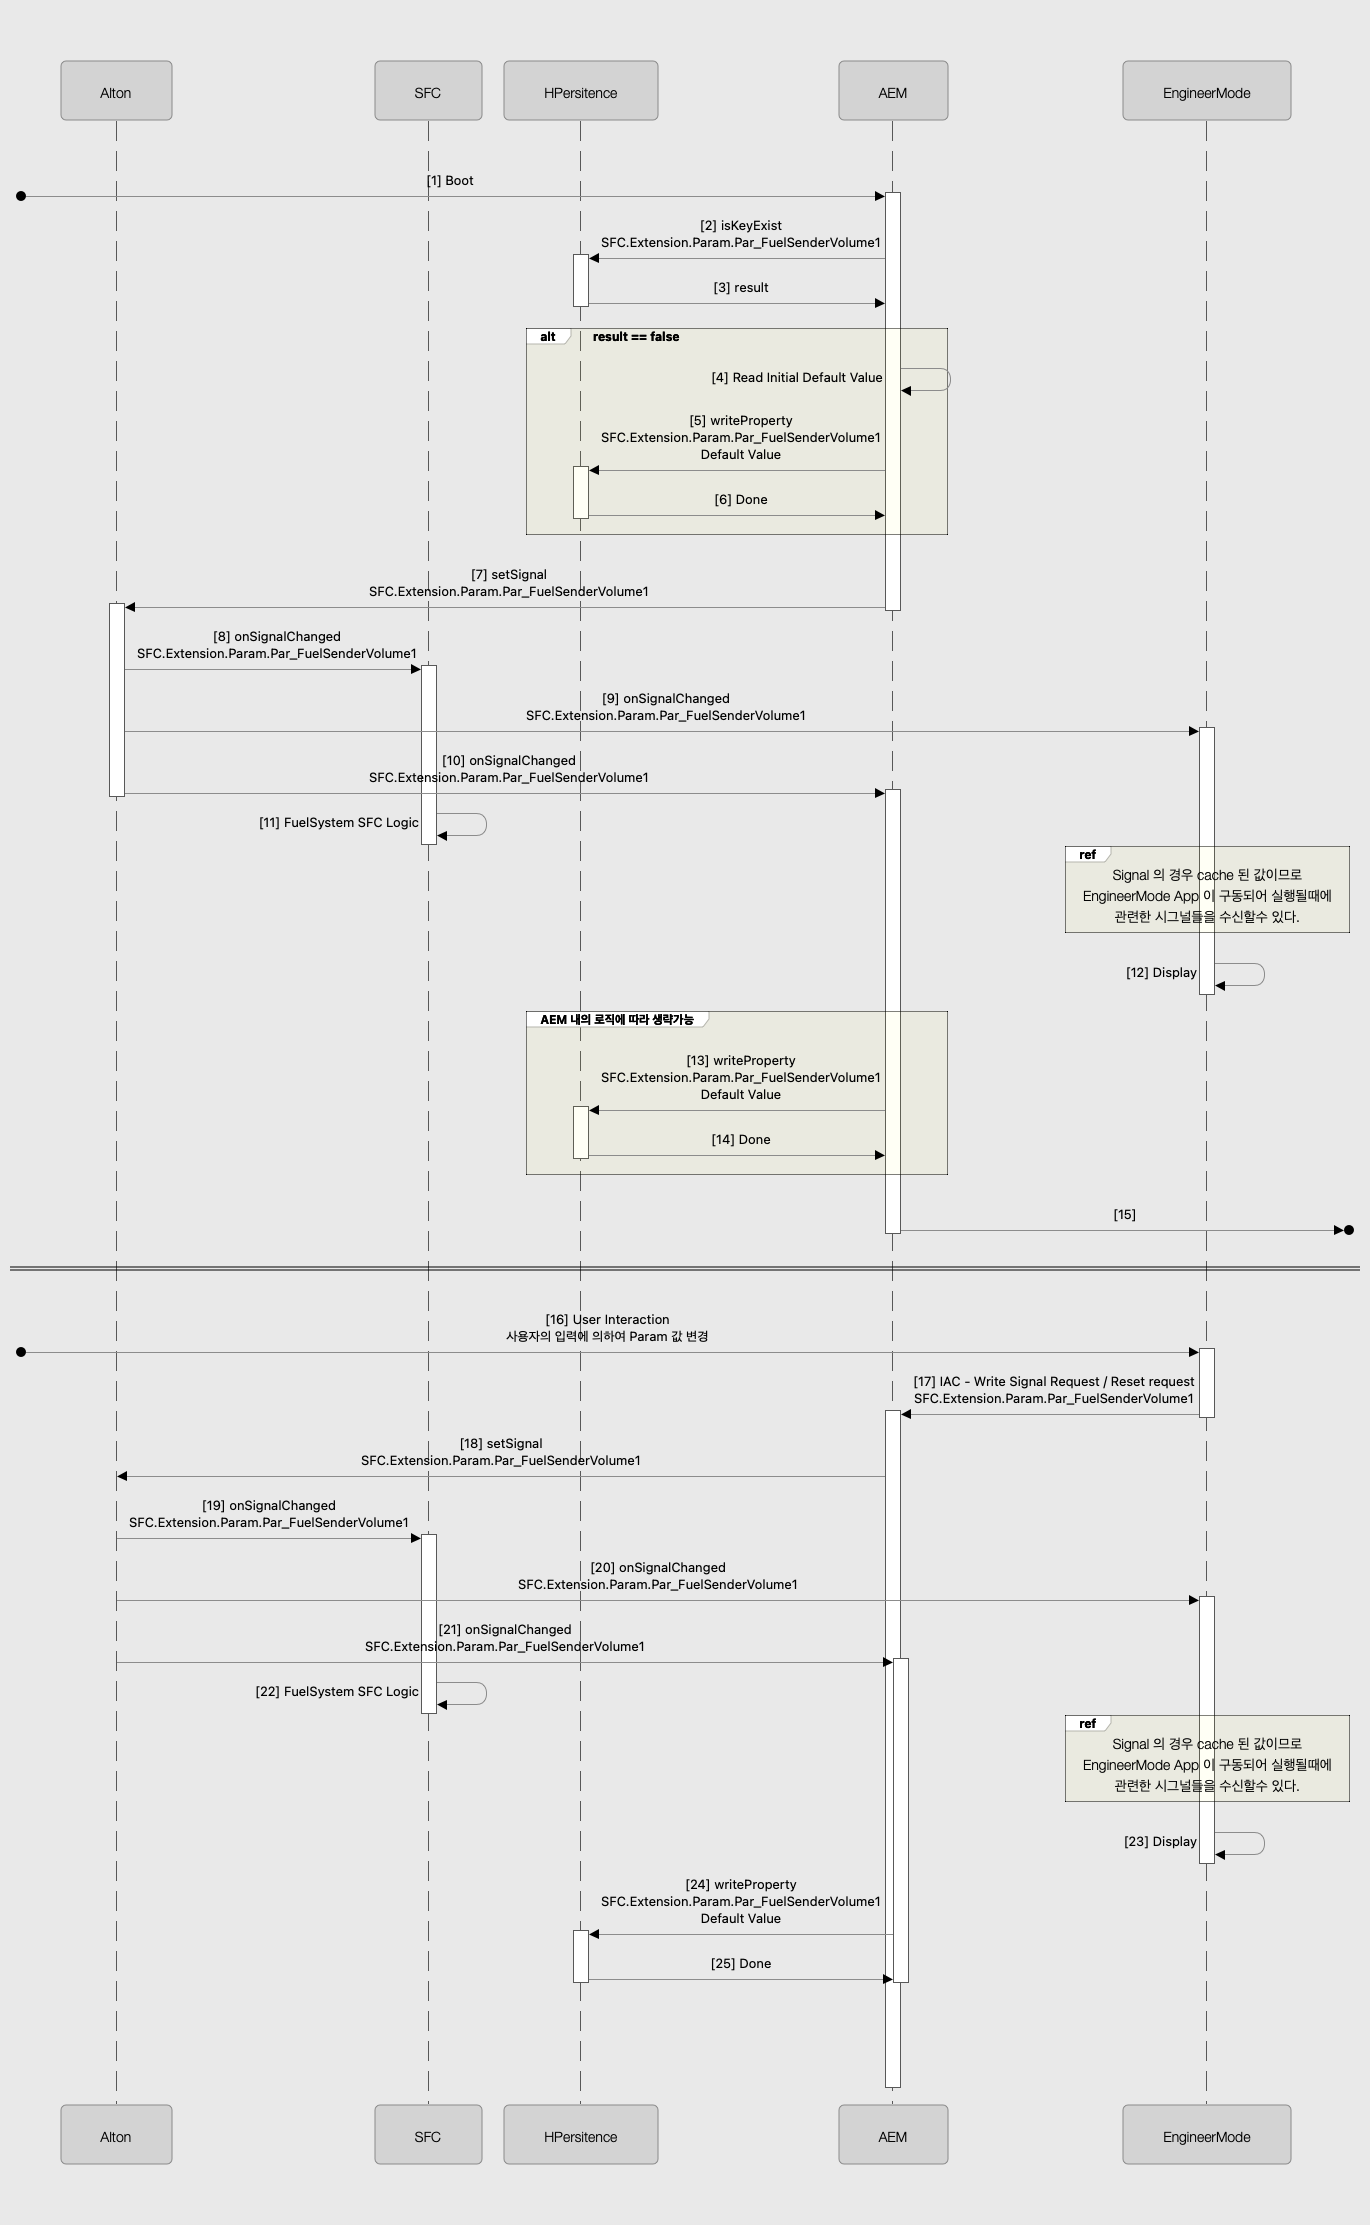 Alton
SFC
HPersitence
AEM
EngineerMode
[1] Boot
[2] isKeyExist
SFC.Extension.Param.Par_FuelSenderVolume1
[3] result
alt
result == false
[4] Read Initial Default Value
[5] writeProperty
SFC.Extension.Param.Par_FuelSenderVolume1
Default Value
[6] Done
[7] setSignal
SFC.Extension.Param.Par_FuelSenderVolume1
[8] onSignalChanged
SFC.Extension.Param.Par_FuelSenderVolume1
[9] onSignalChanged
SFC.Extension.Param.Par_FuelSenderVolume1
[10] onSignalChanged
SFC.Extension.Param.Par_FuelSenderVolume1
[11] FuelSystem SFC Logic
ref
Signal 의 경우 cache 된 값이므로
EngineerMode App 이 구동되어 실행될때에
관련한 시그널들을 수신할수 있다.
[12] Display
AEM 내의 로직에 따라 생략가능
[13] writeProperty
SFC.Extension.Param.Par_FuelSenderVolume1
Default Value
[14] Done
[15]
[16] User Interaction
사용자의 입력에 의하여 Param 값 변경
[17] IAC - Write Signal Request / Reset request
SFC.Extension.Param.Par_FuelSenderVolume1
[18] setSignal
SFC.Extension.Param.Par_FuelSenderVolume1
[19] onSignalChanged
SFC.Extension.Param.Par_FuelSenderVolume1
[20] onSignalChanged
SFC.Extension.Param.Par_FuelSenderVolume1
[21] onSignalChanged
SFC.Extension.Param.Par_FuelSenderVolume1
[22] FuelSystem SFC Logic
ref
Signal 의 경우 cache 된 값이므로
EngineerMode App 이 구동되어 실행될때에
관련한 시그널들을 수신할수 있다.
[23] Display
[24] writeProperty
SFC.Extension.Param.Par_FuelSenderVolume1
Default Value
[25] Done
Alton
SFC
HPersitence
AEM
EngineerMode